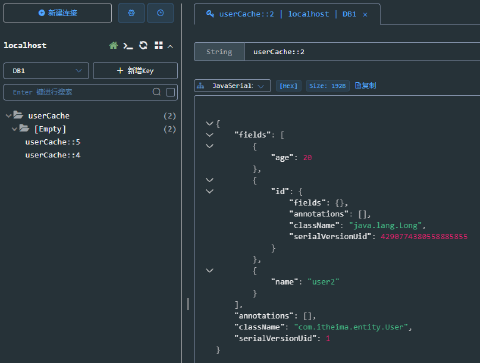 新建连接
localhost
DB1
新增Key
Enter 键进行搜索
userCache (2)
[Empty] (2)
userCache::5
userCache::4
userCache::2 | localhost | DB1 ×
String userCache::2
JavaSerial... [Hex] Size: 192B 复制
{
"fields": [
{
"age": 20
},
{
"id": {
"fields": {},
"annotations": [],
"className": "java.lang.Long",
"serialVersionUid":
}
},
{
"name": "user2"
}
],
"annotations": [],
"className": "com.itheima.entity.User",
"serialVersionUid": 1
}